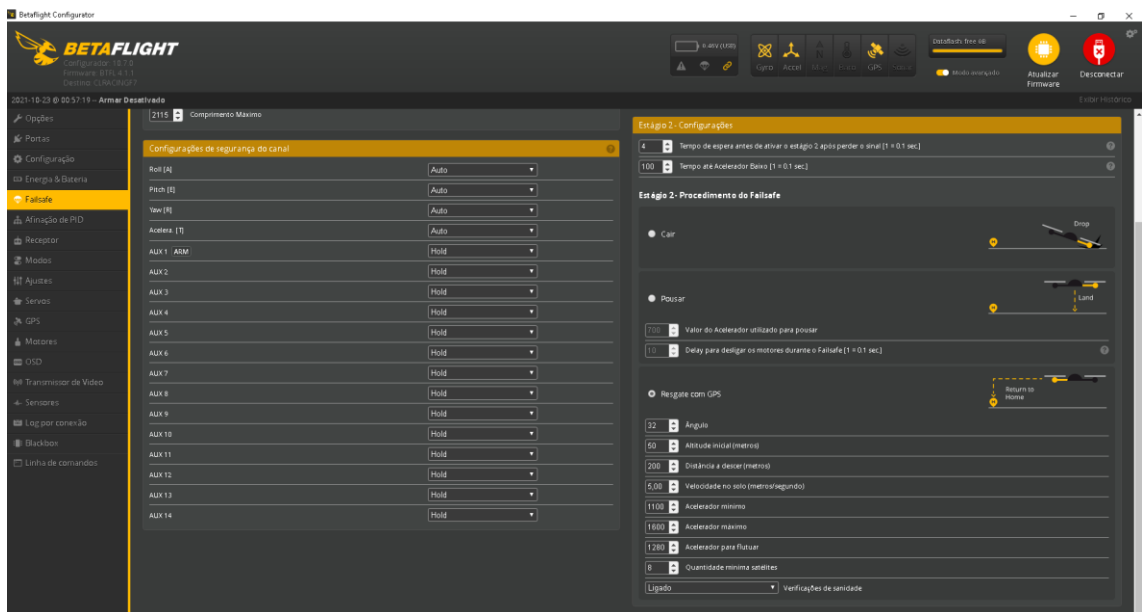 Betaflight Configurator
BETAFLIGHT
Configurator: 10.7.0
Firmware: BTFL 4.1.1
Destino: CURACINGF7
Gyro
Accel
GPS
Sonar
Dataflash: free 0B
Modo avançado
Atualizar Firmware
Desconectar
2021-10-23 @ 00:57:19 -- Armar Desativado
Exibir Histórico
Opções
Portas
Configuração
Energia & Bateria
Failsafe
Afinação de PID
Receptor
Modos
Ajustes
Servos
GPS
Motores
OSD
Transmissor de Vídeo
Sensores
Log por conexão
Blackbox
Linha de comandos
2115 Comprimento Máximo
Configurações de segurança do canal
Roll [A] Auto
Pitch [E] Auto
Yaw [R] Auto
Acelera. [T] Auto
AUX 1 ARM Hold
AUX 2 Hold
AUX 3 Hold
AUX 4 Hold
AUX 5 Hold
AUX 6 Hold
AUX 7 Hold
AUX 8 Hold
AUX 9 Hold
AUX 10 Hold
AUX 11 Hold
AUX 12 Hold
AUX 13 Hold
AUX 14 Hold
Estágio 2 - Configurações
4 Tempo de espera antes de ativar o estágio 2 após perder o sinal [1 = 0.1 sec.]
100 Tempo até Acelerador Baixo [1 = 0.1 sec.]
Estágio 2 - Procedimento do Failsafe
Cair
Drop
Pousar
Land
700 Valor do Acelerador utilizado para pousar
10 Delay para desligar os motores durante o Failsafe [1 = 0.1 sec.]
Resgate com GPS
Return to
Home
32 Ângulo
50 Altitude inicial (metros)
200 Distância a descer (metros)
5,00 Velocidade no solo (metros/segundo)
1100 Acelerador mínimo
1600 Acelerador máximo
1280 Acelerador para flutuar
8 Quantidade mínima satélites
Ligado Verificações de sanidade